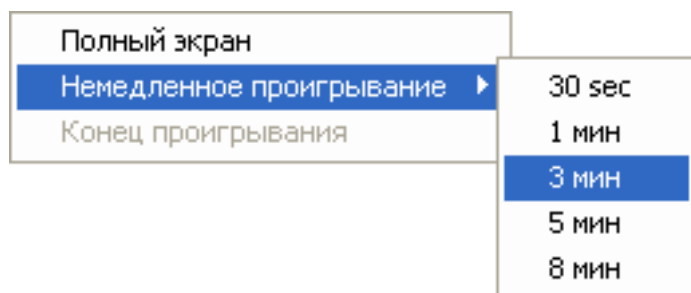 Полный экран
Немедленное проигрывание
Конец проигрывания
30 sec
1 мин
3 мин
5 мин
8 мин